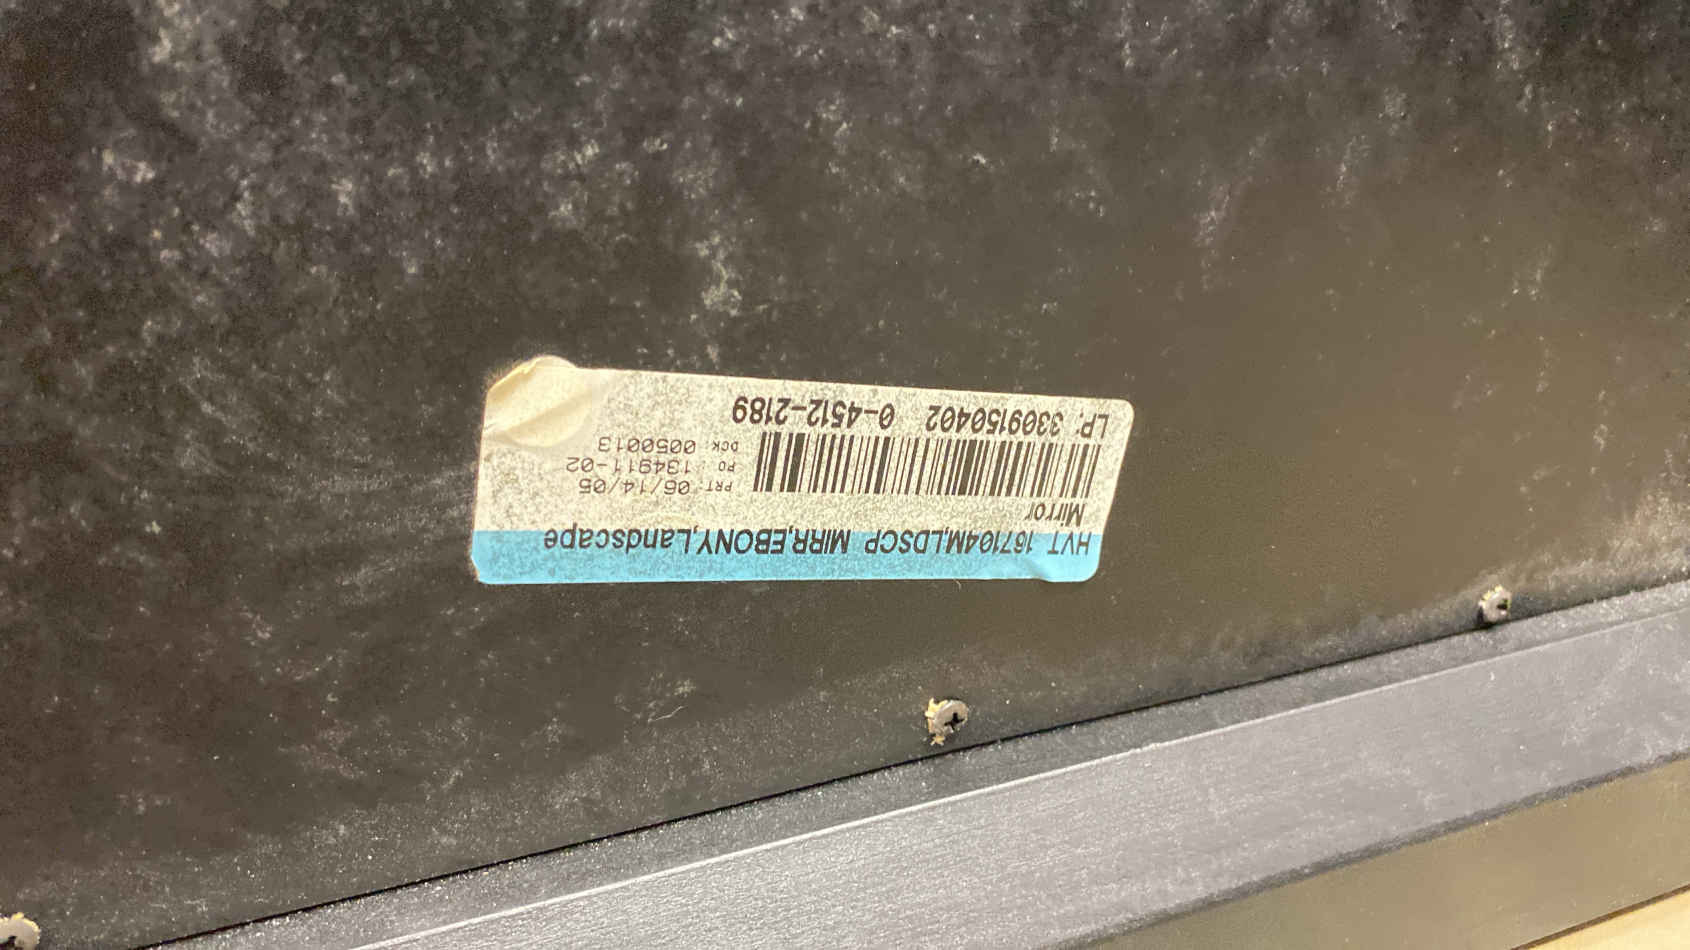 HVT 167104M,LDSCP MIRR,EBONY,Landscape
Mirror
PRT: 06/14/05
PO : 134911-02
DCK: 0050013
LP: 3309150402 0-4512-2189